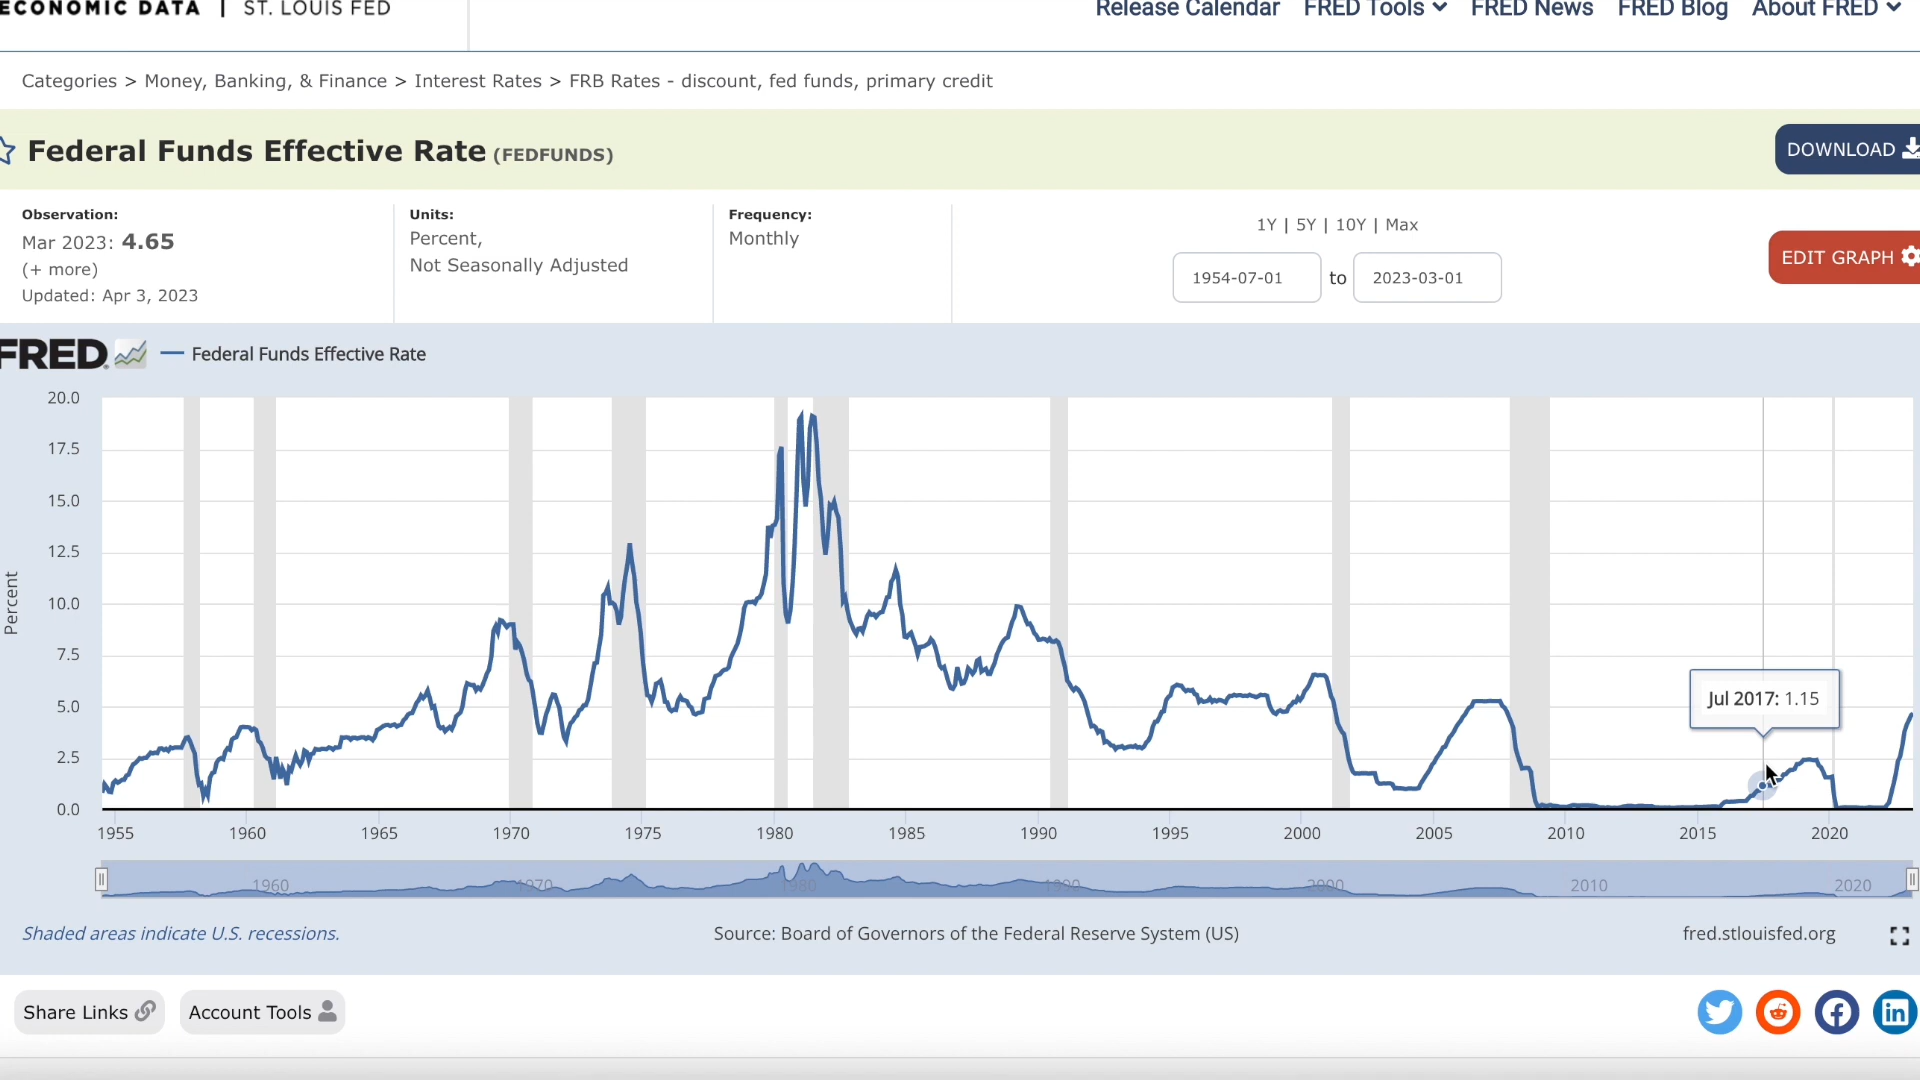 ECONOMIC DATA | ST. LOUIS FED
Release Calendar FRED Tools FRED News FRED Blog About FRED
Categories > Money, Banking, & Finance > Interest Rates > FRB Rates - discount, fed funds, primary credit
Federal Funds Effective Rate (FEDFUNDS)
DOWNLOAD
Observation:
Mar 2023: 4.65
(+ more)
Updated: Apr 3, 2023
Units:
Percent,
Not Seasonally Adjusted
Frequency:
Monthly
1Y | 5Y | 10Y | Max
1954-07-01 to 2023-03-01
EDIT GRAPH
FRED Federal Funds Effective Rate
20.0
17.5
15.0
12.5
10.0
7.5
5.0
2.5
0.0
Percent
Jul 2017: 1.15
1955 1960 1965 1970 1975 1980 1985 1990 1995 2000 2005 2010 2015 2020
1960 1970 1980 1990 2000 2010 2020
Shaded areas indicate U.S. recessions.
Source: Board of Governors of the Federal Reserve System (US)
fred.stlouisfed.org
Share Links
Account Tools
in